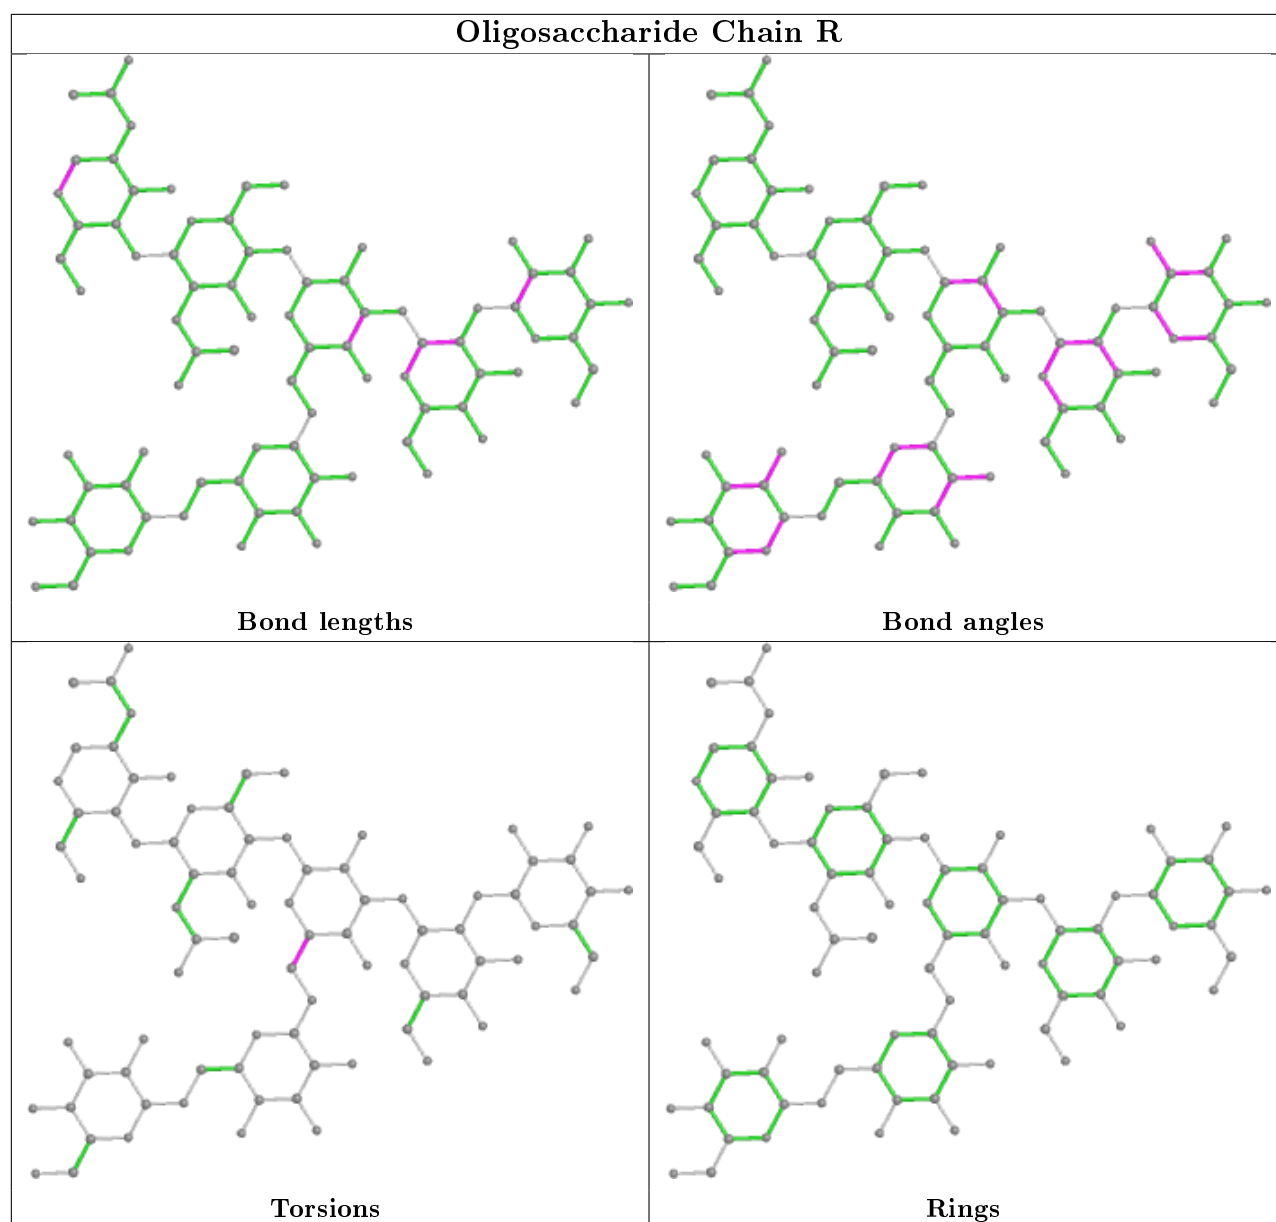 Oligosaccharide Chain R
Bond lengths
Bond angles
Torsions
Rings